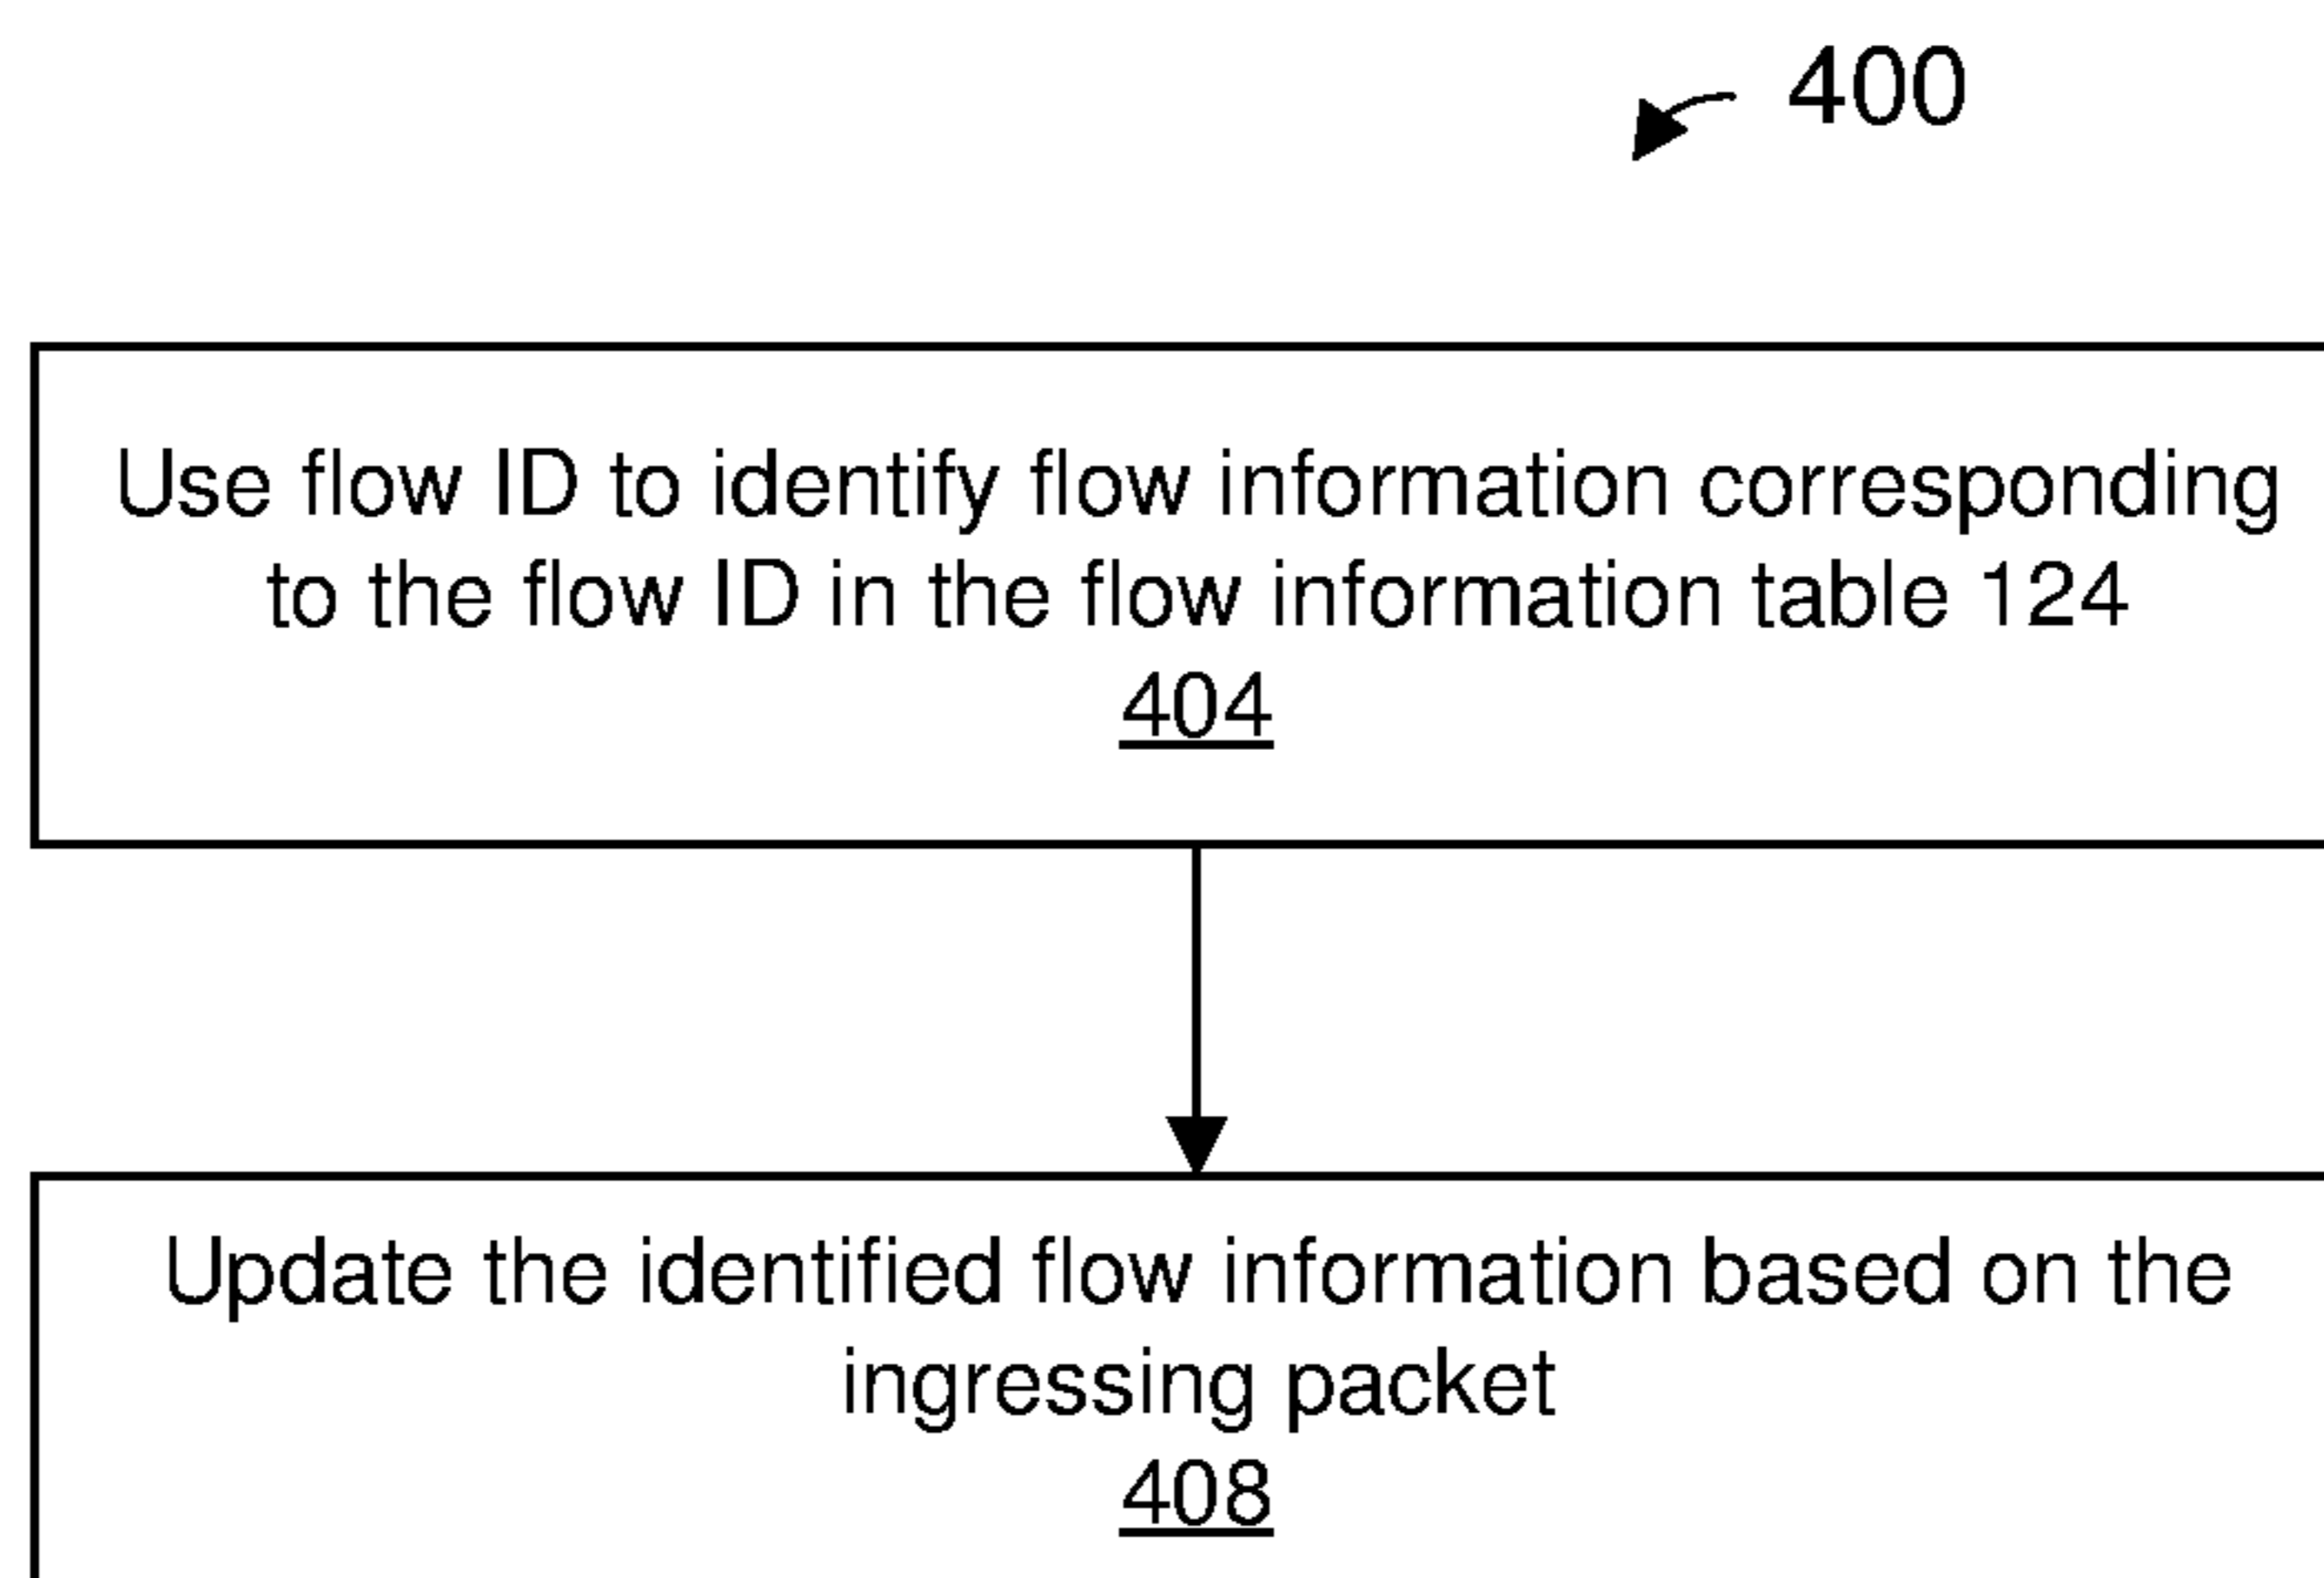 400
Use flow ID to identify flow information corresponding
to the flow ID in the flow information table 124
404
Update the identified flow information based on the
ingressing packet
408